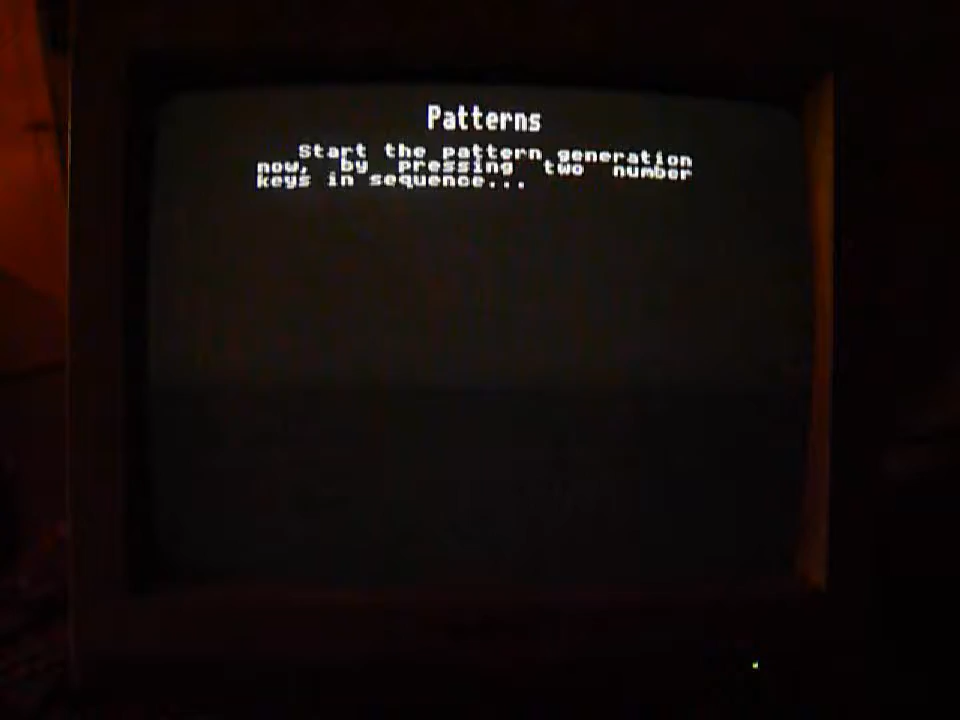 Patterns
Start the pattern generation
now, by pressing two number
keys in sequence...